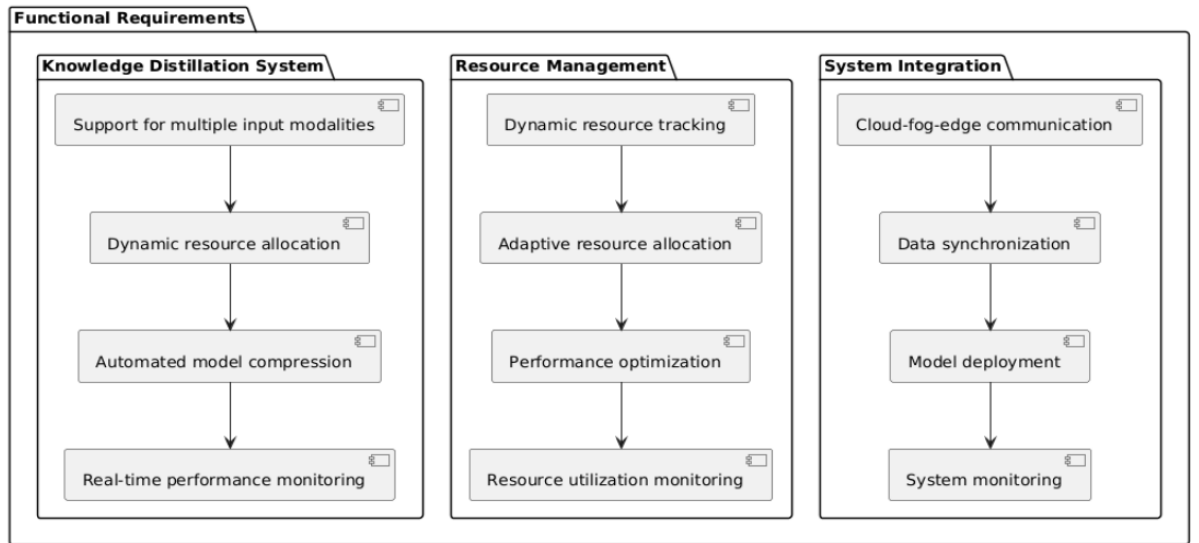 Functional Requirements
Knowledge Distillation System
Support for multiple input modalities
Dynamic resource allocation
Automated model compression
Real-time performance monitoring
Resource Management
Dynamic resource tracking
Adaptive resource allocation
Performance optimization
Resource utilization monitoring
System Integration
Cloud-fog-edge communication
Data synchronization
Model deployment
System monitoring